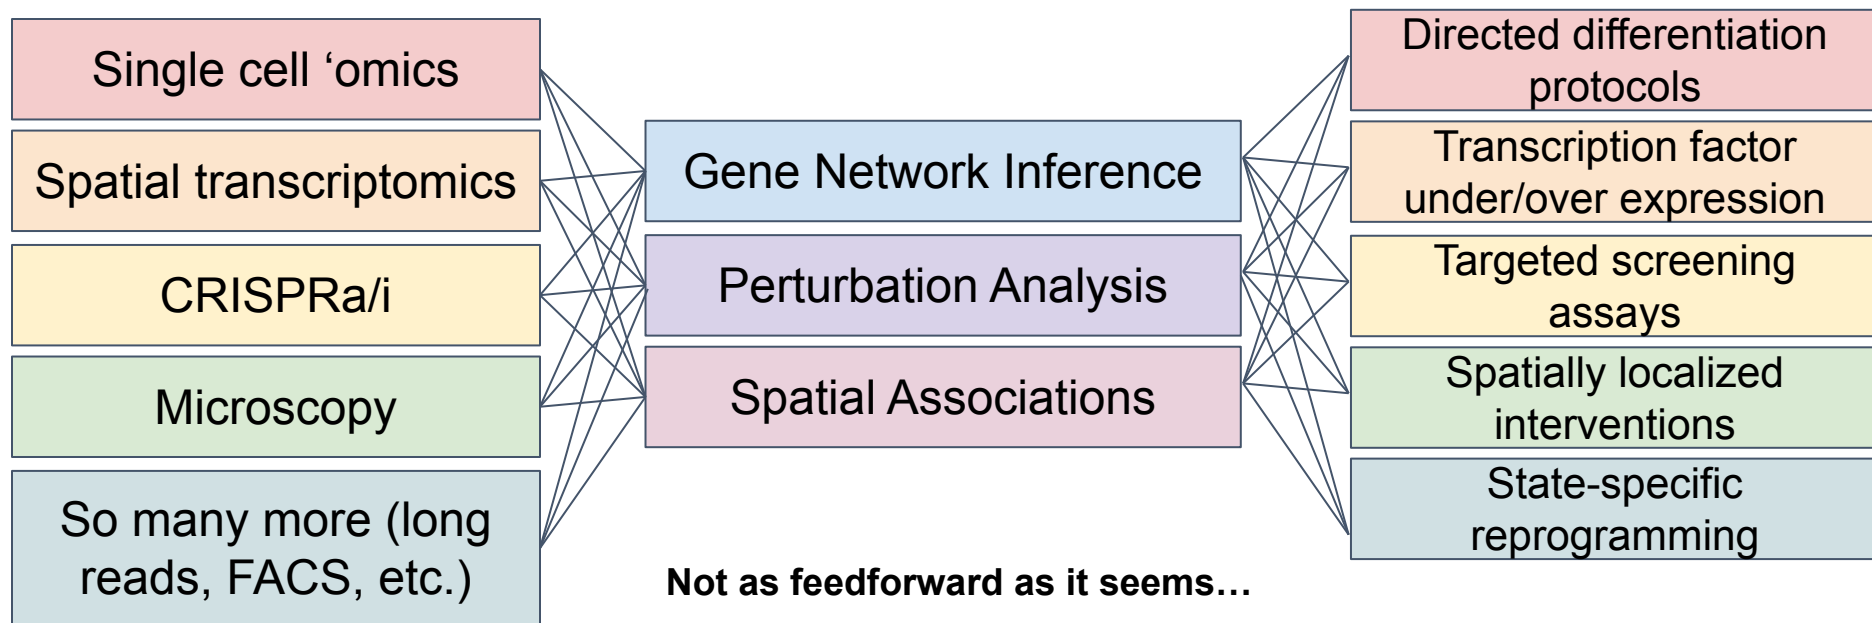 Single cell ‘omics
Spatial transcriptomics
CRISPRa/i
Microscopy
So many more (long
reads, FACS, etc.)
Gene Network Inference
Perturbation Analysis
Spatial Associations
Not as feedforward as it seems…
Directed differentiation
protocols
Transcription factor
under/over expression
Targeted screening
assays
Spatially localized
interventions
State-specific
reprogramming